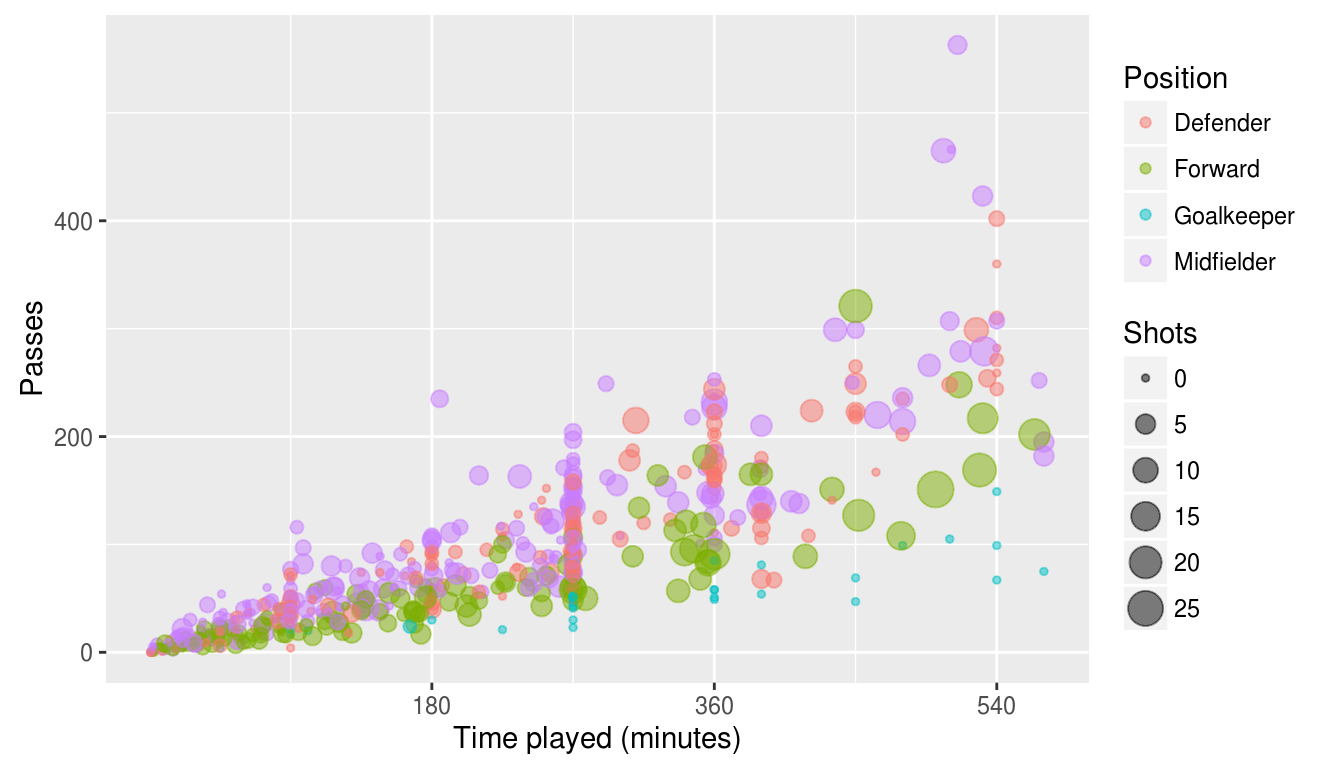 Passes
400
200
0
180
360
540
Time played (minutes)
Position
Defender
Forward
Goalkeeper
Midfielder
Shots
0
5
10
15
20
25